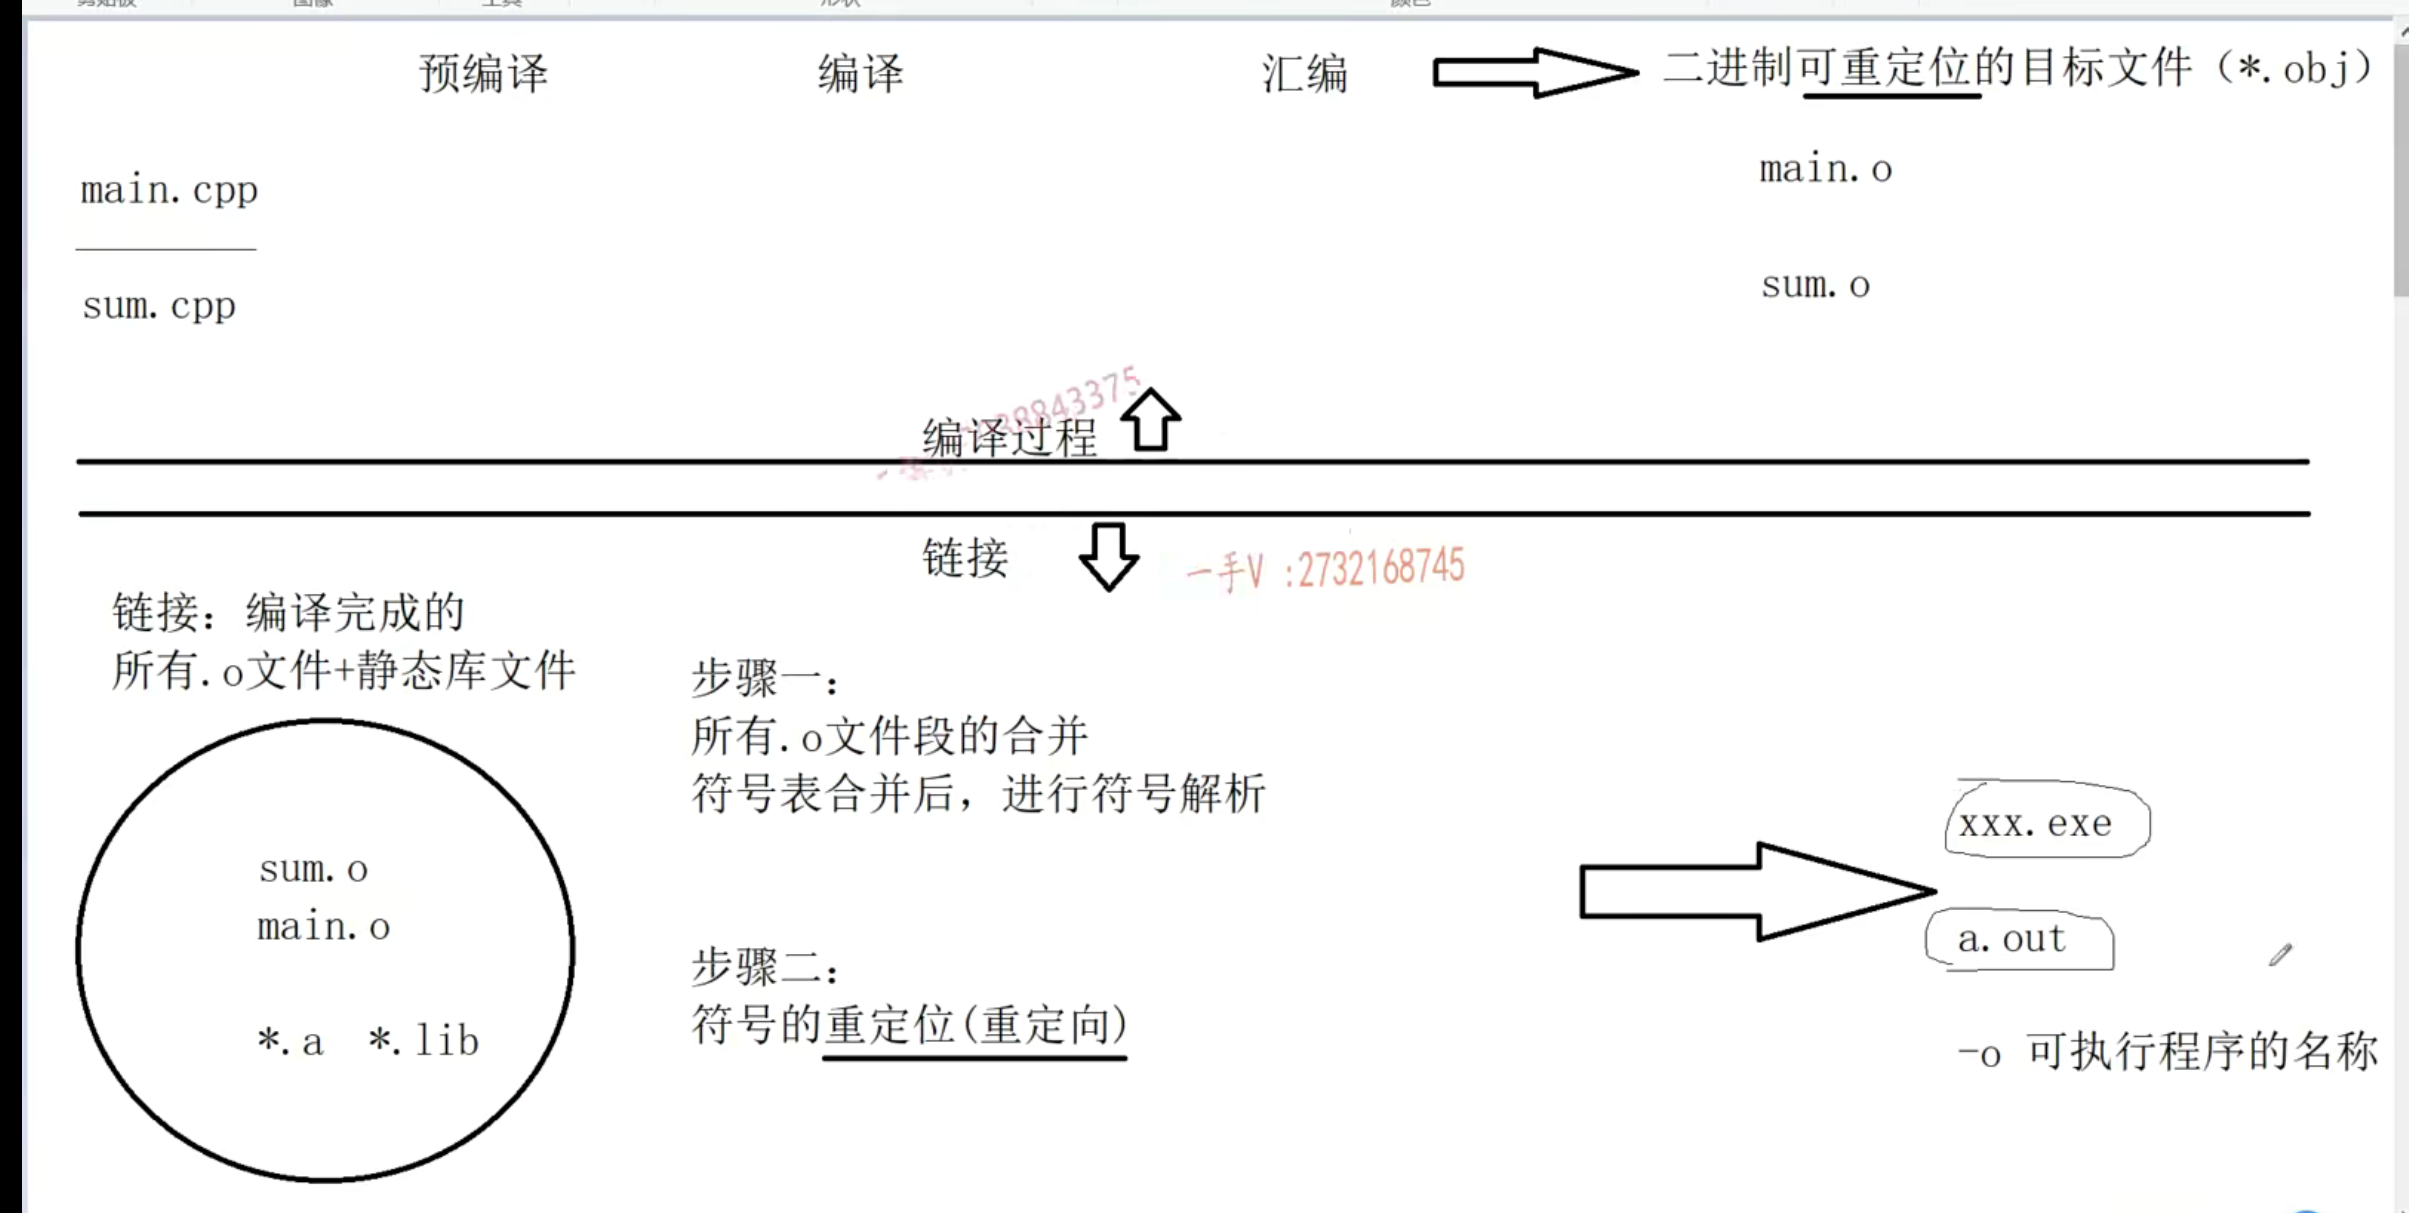 预编译 编译 汇编 二进制可重定位的目标文件（*.obj）
main.cpp
main.o
sum.cpp
sum.o
编译过程
链接
一手V :2732168745
链接：编译完成的
所有.o文件+静态库文件
步骤一：
所有.o文件段的合并
符号表合并后，进行符号解析
sum.o
main.o
*.a *.lib
步骤二：
符号的重定位(重定向)
xxx.exe
a.out
-o 可执行程序的名称